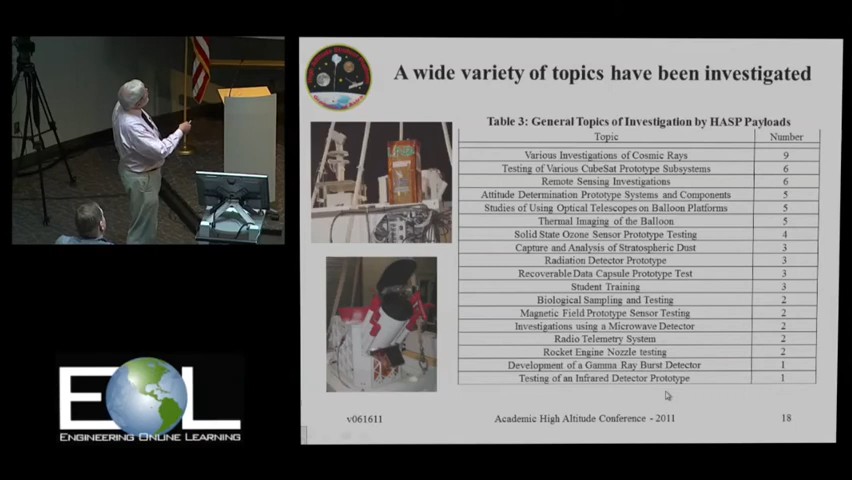 A wide variety of topics have been investigated
Table 3: General Topics of Investigation by HASP Payloads
Topic Number
Various Investigations of Cosmic Rays 9
Testing of Various CubeSat Prototype Subsystems 6
Remote Sensing Investigations 6
Attitude Determination Prototype Systems and Components 5
Studies of Using Optical Telescopes on Balloon Platforms 5
Thermal Imaging of the Balloon 5
Solid State Ozone Sensor Prototype Testing 4
Capture and Analysis of Stratospheric Dust 3
Radiation Detector Prototype 3
Recoverable Data Capsule Prototype Test 3
Student Training 3
Biological Sampling and Testing 2
Magnetic Field Prototype Sensor Testing 2
Investigations using a Microwave Detector 2
Radio Telemetry System 2
Rocket Engine Nozzle testing 2
Development of a Gamma Ray Burst Detector 1
Testing of an Infrared Detector Prototype 1
v061611 Academic High Altitude Conference - 2011 18
EOL
ENGINEERING ONLINE LEARNING